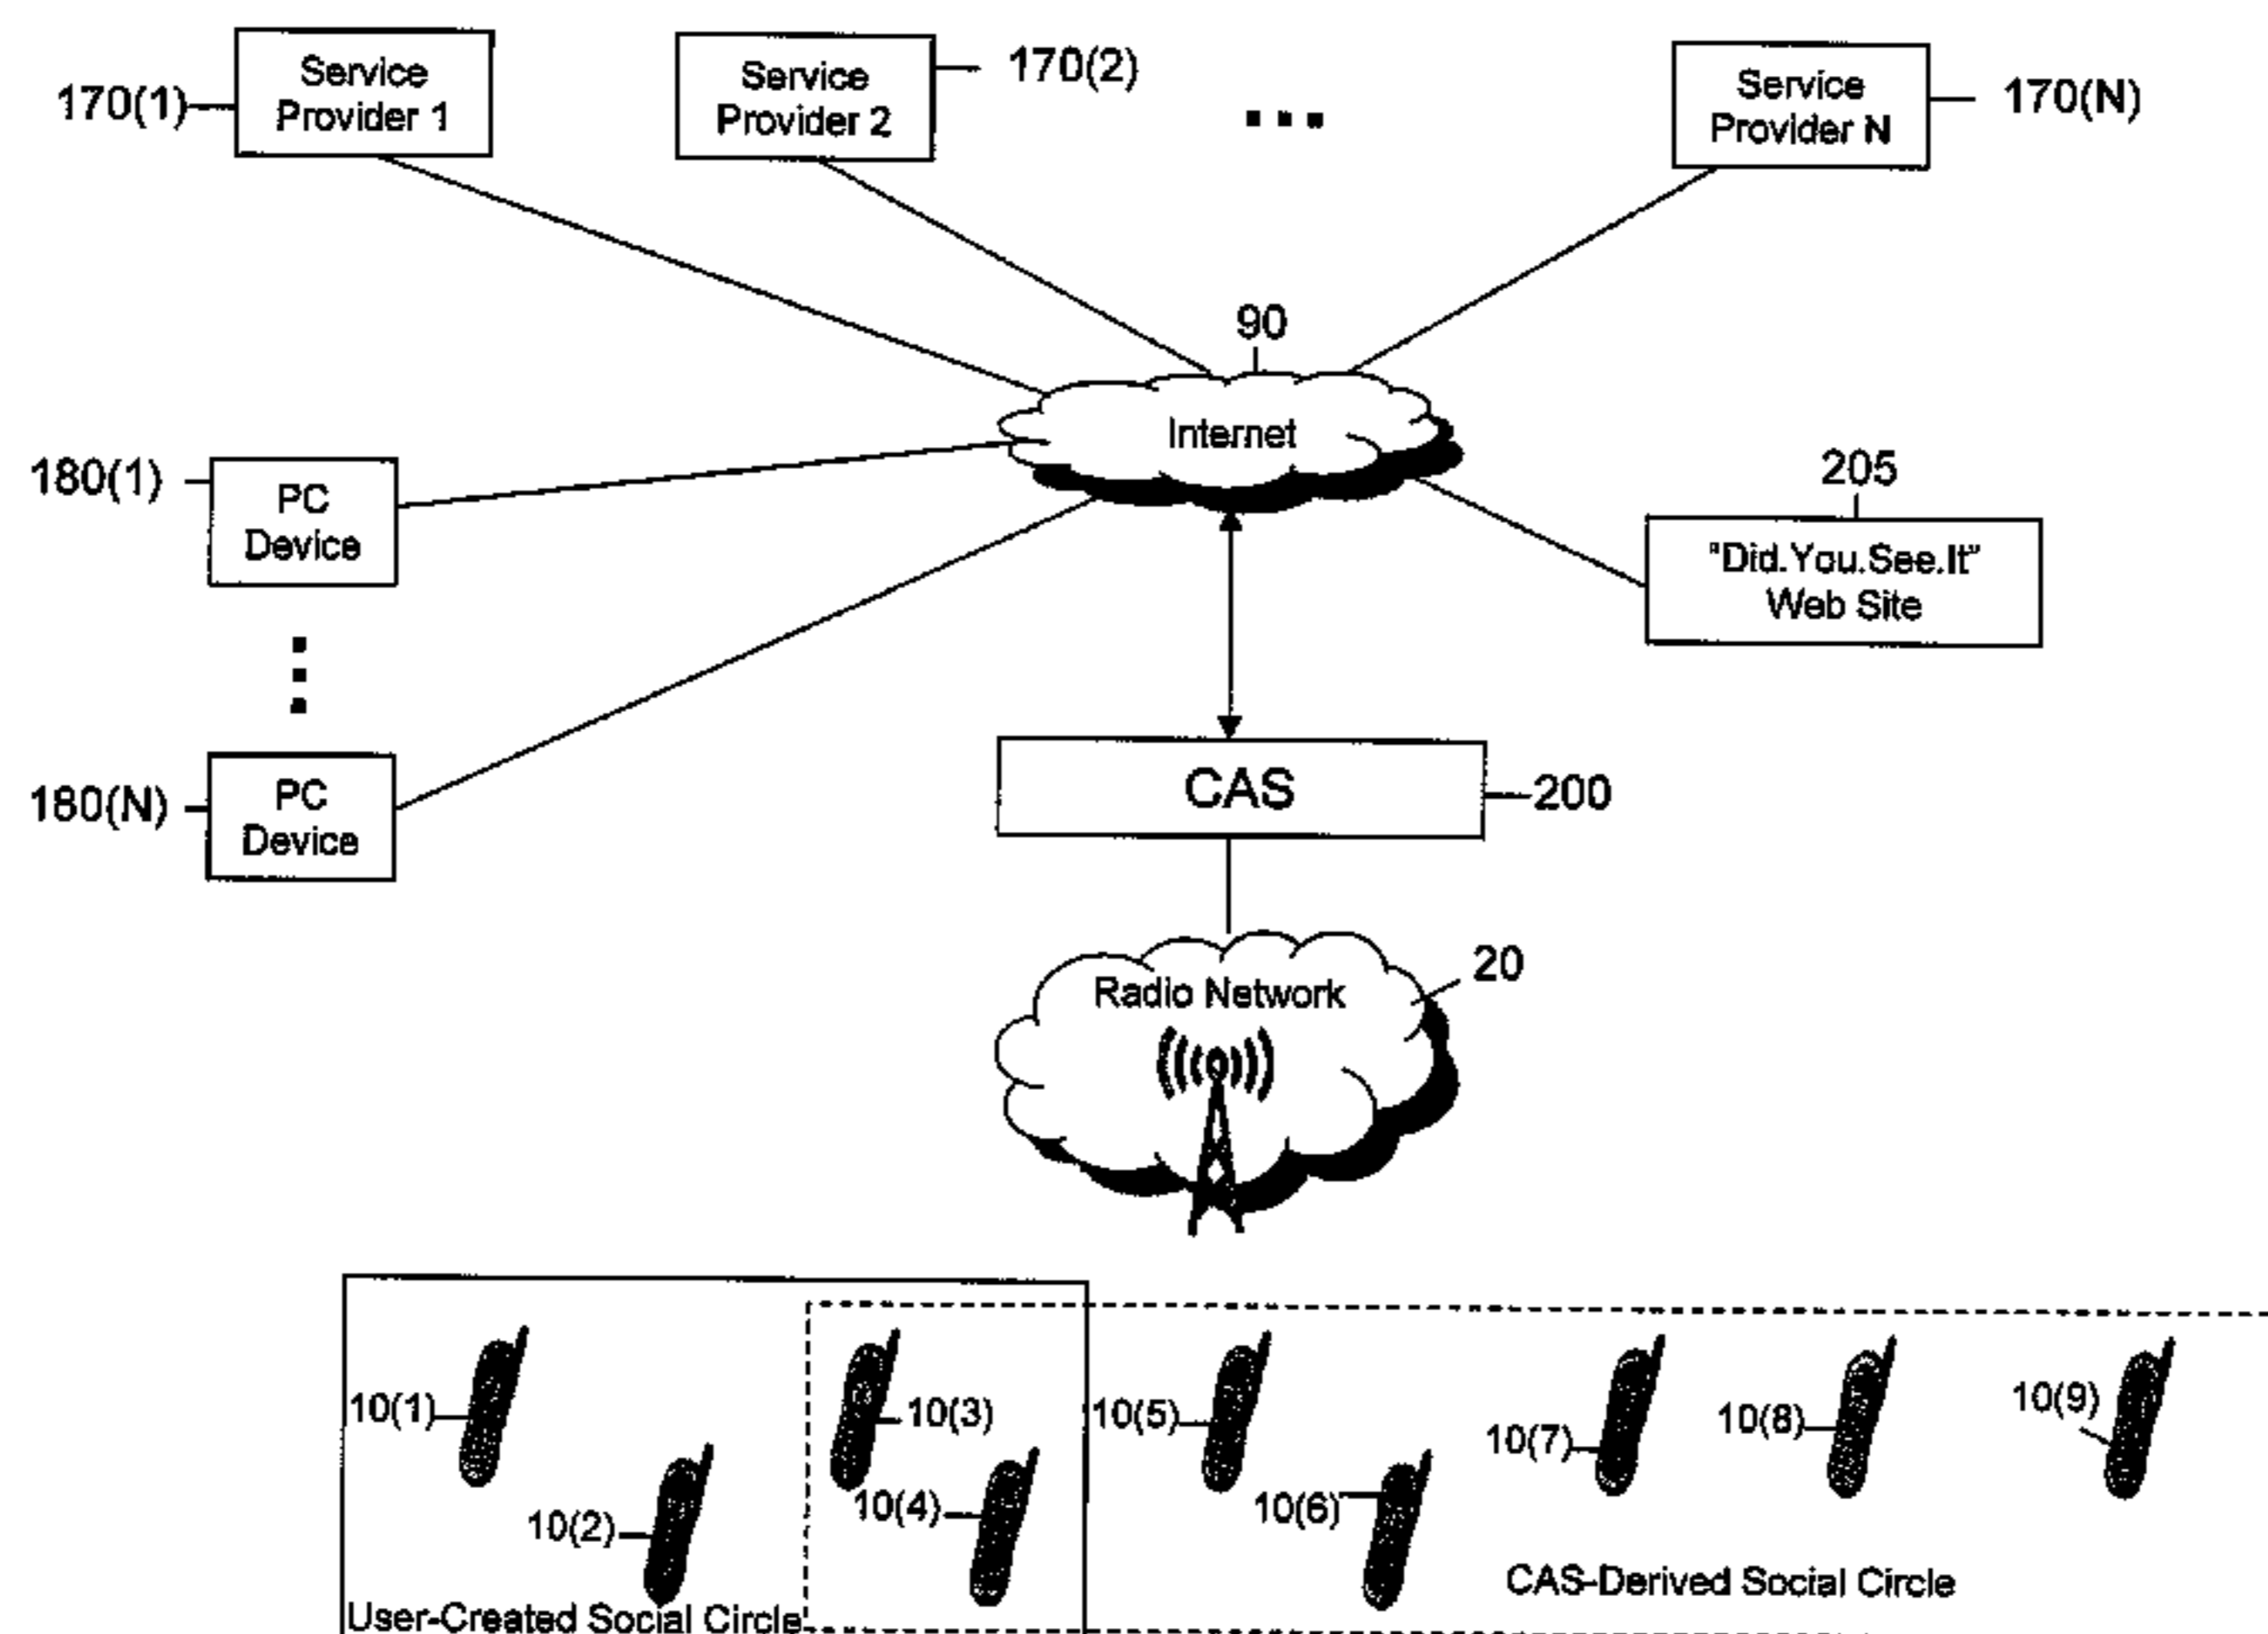 170(1)
Service
Provider 1
Service
Provider 2
170(2)
Service
Provider N
170(N)
90
Internet
180(1)
PC
Device
205
"Did.You.See.It"
Web Site
180(N)
PC
Device
CAS
200
Radio Network
20
10(1)
10(2)
10(3)
10(4)
10(5)
10(6)
10(7)
10(8)
10(9)
User-Created Social Circle
CAS-Derived Social Circle